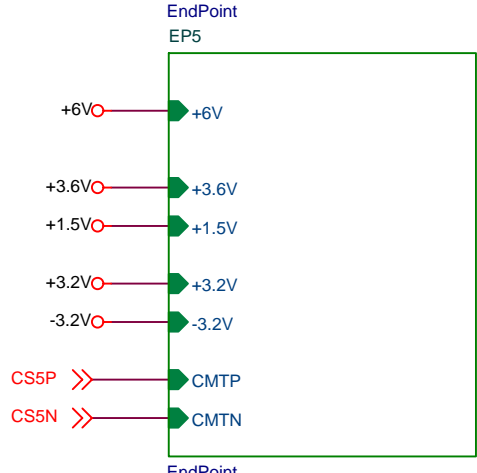 EndPoint
EP5
+6V +6V
+3.6V +3.6V
+1.5V +1.5V
+3.2V +3.2V
-3.2V -3.2V
CS5P CMTP
CS5N CMTN
EndPoint